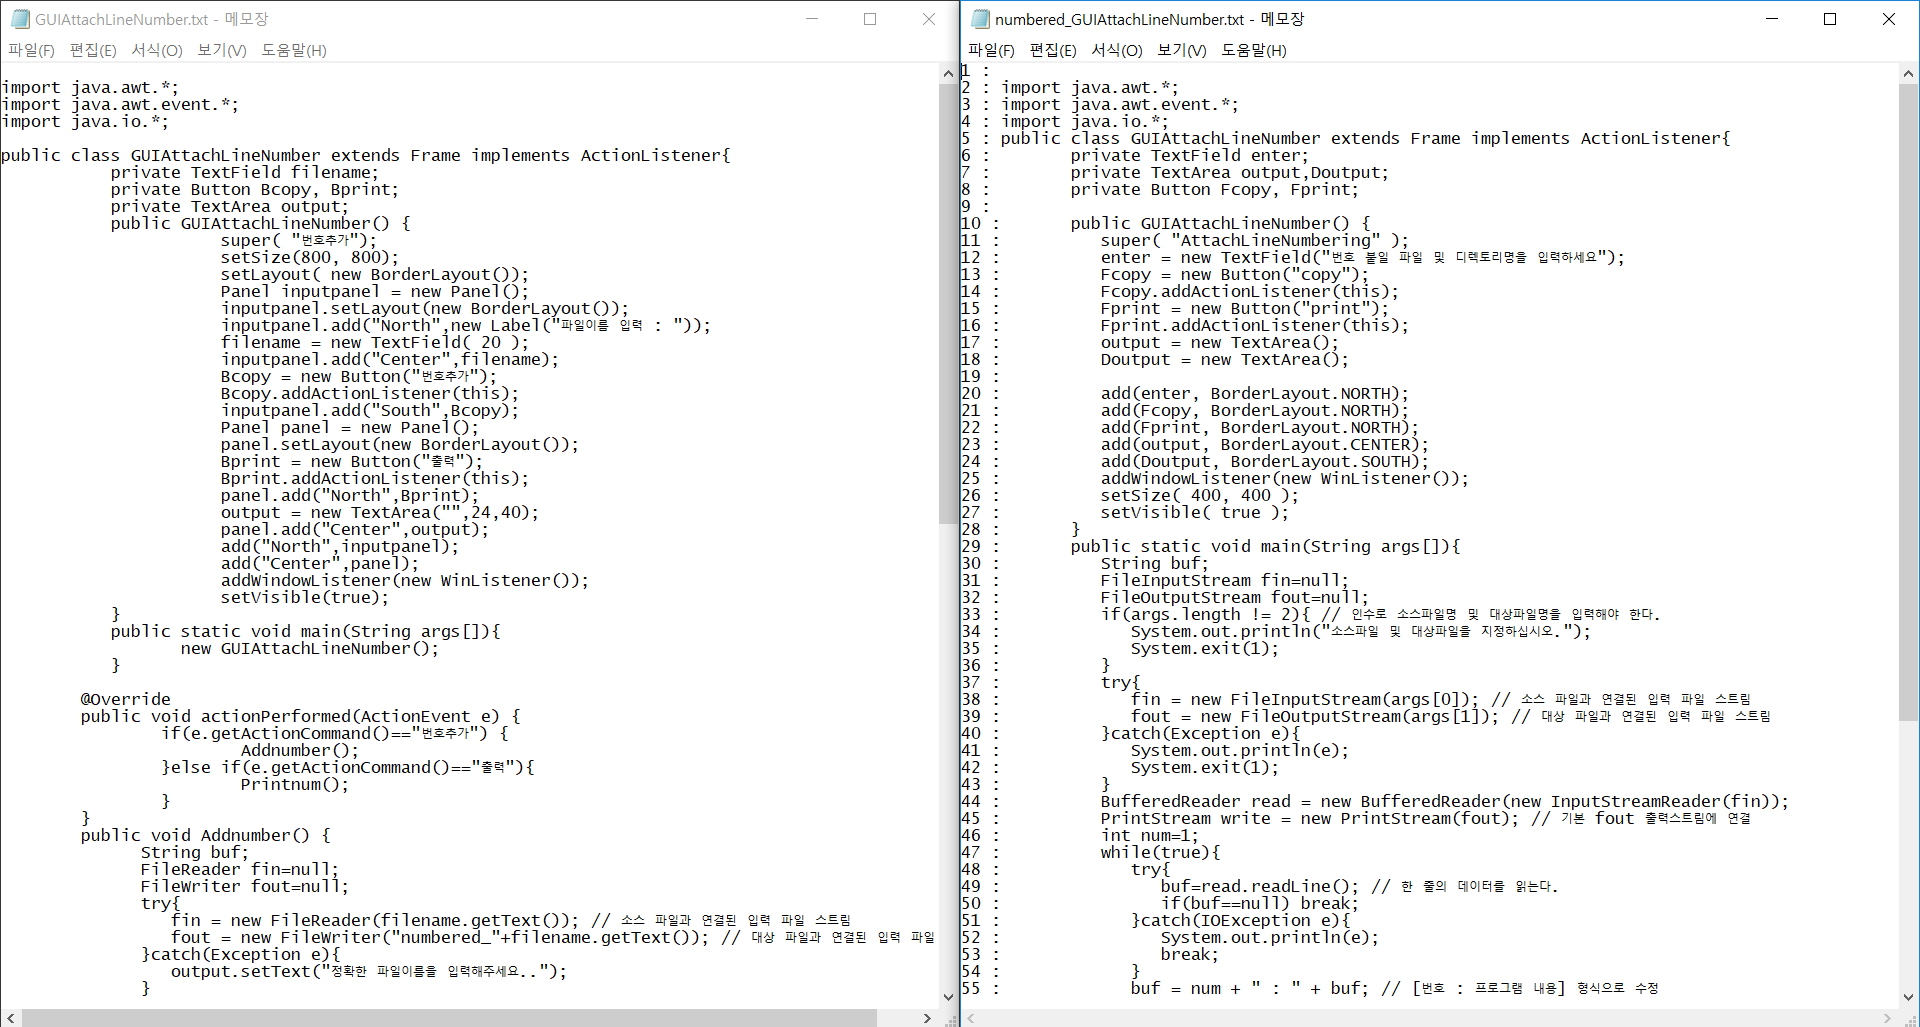 GUIAttachLineNumber.txt - 메모장
파일(F) 편집(E) 서식(O) 보기(V) 도움말(H)
import java.awt.*;
import java.awt.event.*;
import java.io.*;
public class GUIAttachLineNumber extends Frame implements ActionListener{
private TextField filename;
private Button Bcopy, Bprint;
private TextArea output;
public GUIAttachLineNumber() {
super( "번호추가");
setSize(800, 800);
setLayout( new BorderLayout());
Panel inputpanel = new Panel();
inputpanel.setLayout(new BorderLayout());
inputpanel.add("North",new Label("파일이름 입력 : "));
filename = new TextField( 20 );
inputpanel.add("Center",filename);
Bcopy = new Button("번호추가");
Bcopy.addActionListener(this);
inputpanel.add("South",Bcopy);
Panel panel = new Panel();
panel.setLayout(new BorderLayout());
Bprint = new Button("출력");
Bprint.addActionListener(this);
panel.add("North",Bprint);
output = new TextArea("",24,40);
panel.add("Center",output);
add("North",inputpanel);
add("Center",panel);
addWindowListener(new WinListener());
setVisible(true);
}
public static void main(String args[]){
new GUIAttachLineNumber();
}
@Override
public void actionPerformed(ActionEvent e) {
if(e.getActionCommand()=="번호추가") {
Addnumber();
}else if(e.getActionCommand()=="출력"){
Printnum();
}
}
public void Addnumber() {
String buf;
FileReader fin=null;
FileWriter fout=null;
try{
fin = new FileReader(filename.getText()); // 소스 파일과 연결된 입력 파일 스트림
fout = new FileWriter("numbered_"+filename.getText()); // 대상 파일과 연결된 입력 파일
}catch(Exception e){
output.setText("정확한 파일이름을 입력해주세요..");
}
numbered_GUIAttachLineNumber.txt - 메모장
파일(F) 편집(E) 서식(O) 보기(V) 도움말(H)
1 :
2 : import java.awt.*;
3 : import java.awt.event.*;
4 : import java.io.*;
5 : public class GUIAttachLineNumber extends Frame implements ActionListener{
6 : private TextField enter;
7 : private TextArea output,Doutput;
8 : private Button Fcopy, Fprint;
9 :
10 : public GUIAttachLineNumber() {
11 : super( "AttachLineNumbering" );
12 : enter = new TextField("번호 붙일 파일 및 디렉토리명을 입력하세요");
13 : Fcopy = new Button("copy");
14 : Fcopy.addActionListener(this);
15 : Fprint = new Button("print");
16 : Fprint.addActionListener(this);
17 : output = new TextArea();
18 : Doutput = new TextArea();
19 :
20 : add(enter, BorderLayout.NORTH);
21 : add(Fcopy, BorderLayout.NORTH);
22 : add(Fprint, BorderLayout.NORTH);
23 : add(output, BorderLayout.CENTER);
24 : add(Doutput, BorderLayout.SOUTH);
25 : addWindowListener(new WinListener());
26 : setSize( 400, 400 );
27 : setVisible( true );
28 : }
29 : public static void main(String args[]){
30 : String buf;
31 : FileInputStream fin=null;
32 : FileOutputStream fout=null;
33 : if(args.length != 2){ // 인수로 소스파일명 및 대상파일명을 입력해야 한다.
34 : System.out.println("소스파일 및 대상파일을 지정하십시오.");
35 : System.exit(1);
36 : }
37 : try{
38 : fin = new FileInputStream(args[0]); // 소스 파일과 연결된 입력 파일 스트림
39 : fout = new FileOutputStream(args[1]); // 대상 파일과 연결된 입력 파일 스트림
40 : }catch(Exception e){
41 : System.out.println(e);
42 : System.exit(1);
43 : }
44 : BufferedReader read = new BufferedReader(new InputStreamReader(fin));
45 : PrintStream write = new PrintStream(fout); // 기본 fout 출력스트림에 연결
46 : int num=1;
47 : while(true){
48 : try{
49 : buf=read.readLine(); // 한 줄의 데이터를 읽는다.
50 : if(buf==null) break;
51 : }catch(IOException e){
52 : System.out.println(e);
53 : break;
54 : }
55 : buf = num + " : " + buf; // [번호 : 프로그램 내용] 형식으로 수정